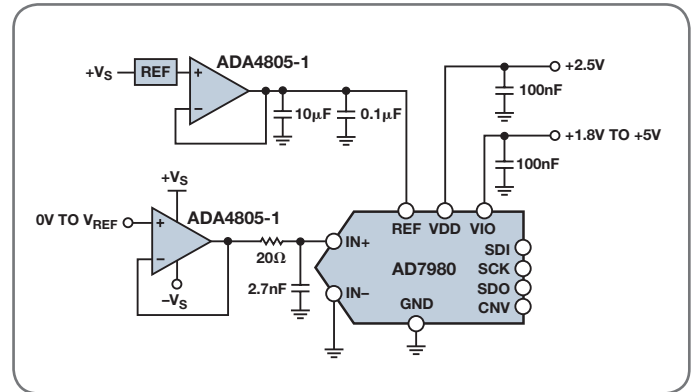 ADA4805-1
+VS
REF
+
−
10µF
0.1µF
+2.5V
100nF
+1.8V TO +5V
100nF
+VS
ADA4805-1
0V TO VREF
+
−
20Ω
2.7nF
−VS
REF
VDD
VIO
IN+
IN−
AD7980
GND
SDI
SCK
SDO
CNV